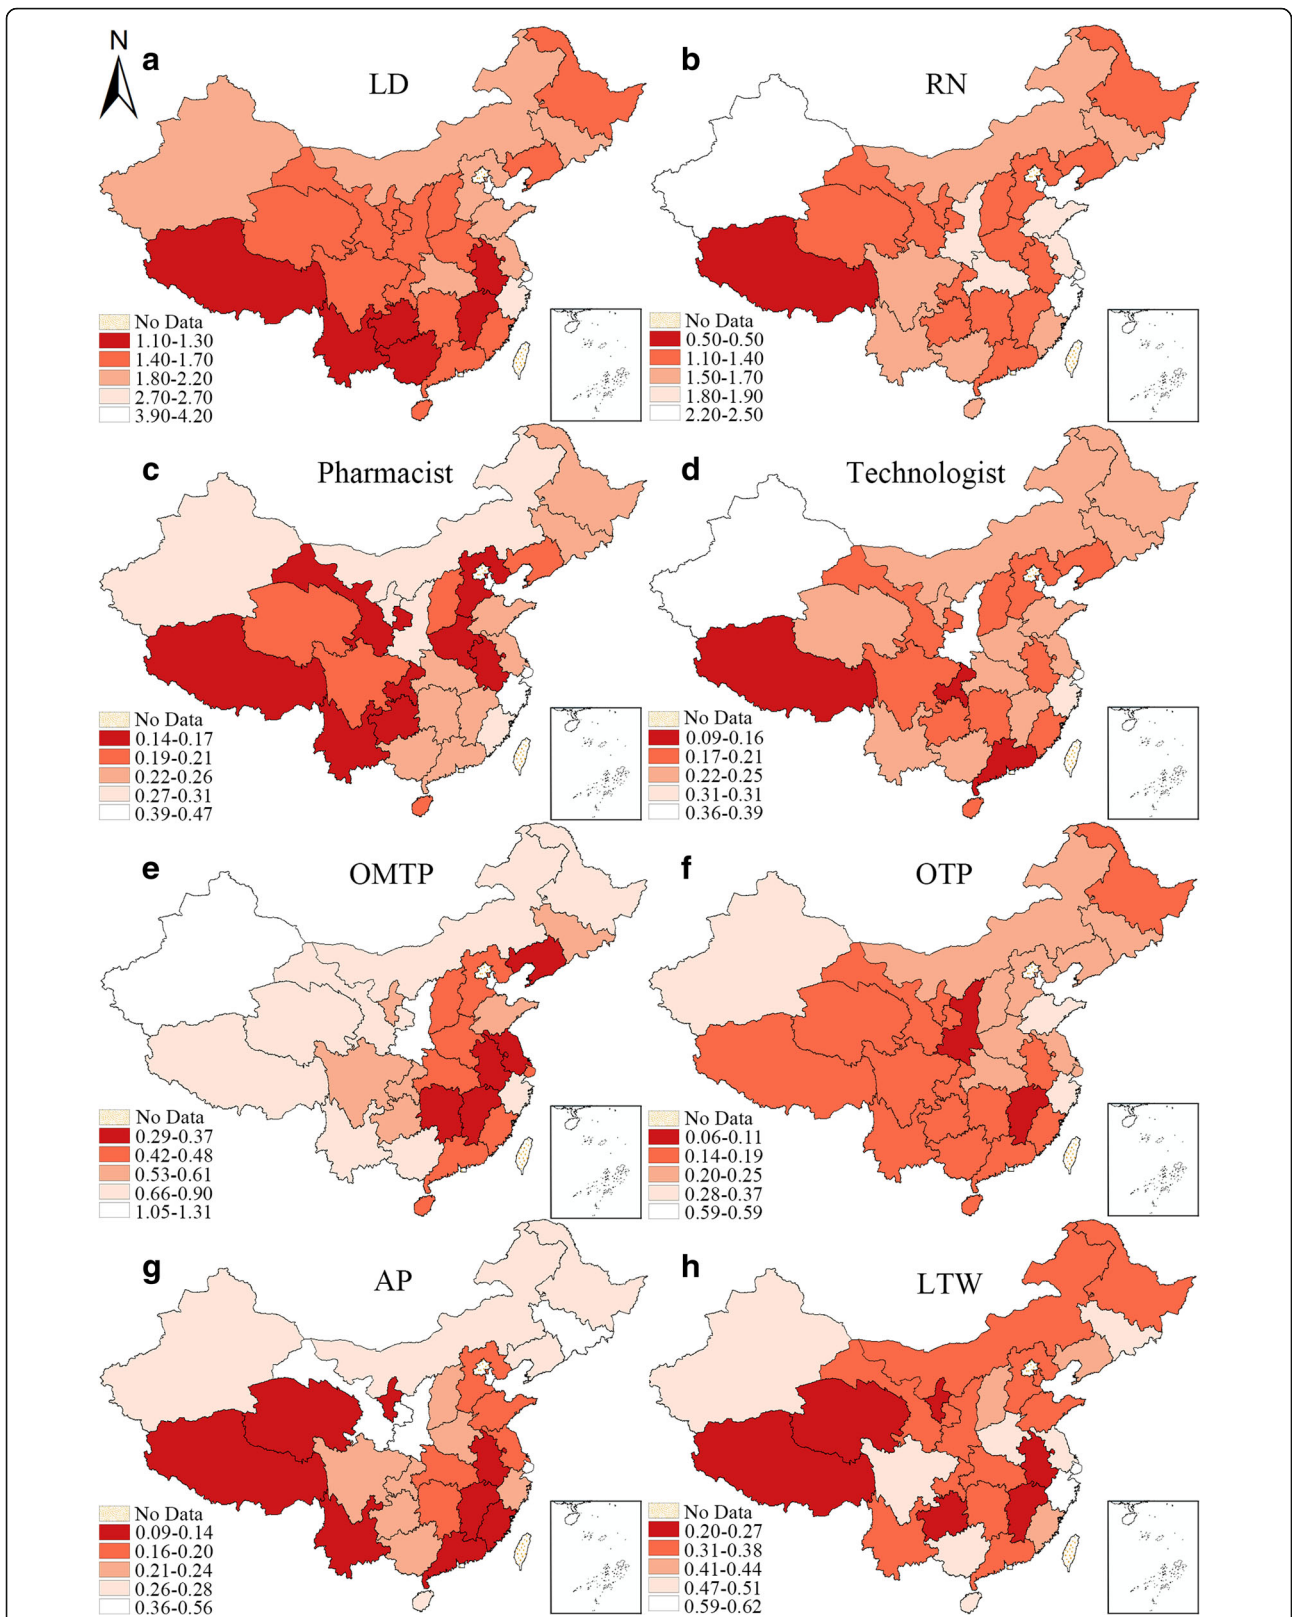 N
a
LD
No Data
1.10-1.30
1.40-1.70
1.80-2.20
2.70-2.70
3.90-4.20
b
RN
No Data
0.50-0.50
1.10-1.40
1.50-1.70
1.80-1.90
2.20-2.50
c
Pharmacist
No Data
0.14-0.17
0.19-0.21
0.22-0.26
0.27-0.31
0.39-0.47
d
Technologist
No Data
0.09-0.16
0.17-0.21
0.22-0.25
0.31-0.31
0.36-0.39
e
OMTP
No Data
0.29-0.37
0.42-0.48
0.53-0.61
0.66-0.90
1.05-1.31
f
OTP
No Data
0.06-0.11
0.14-0.19
0.20-0.25
0.28-0.37
0.59-0.59
g
AP
No Data
0.09-0.14
0.16-0.20
0.21-0.24
0.26-0.28
0.36-0.56
h
LTW
No Data
0.20-0.27
0.31-0.38
0.41-0.44
0.47-0.51
0.59-0.62